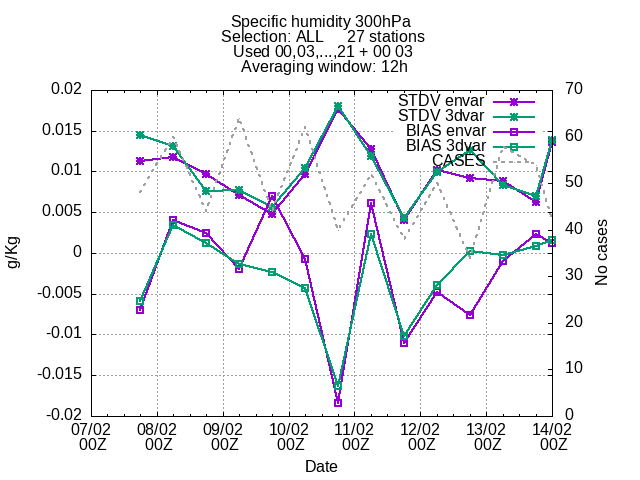 Specific humidity 300hPa
Selection: ALL 27 stations
Used 00,03,...,21 + 00 03
Averaging window: 12h
STDV envar
STDV 3dvar
BIAS envar
BIAS 3dvar
CASES
g/Kg
0.02
0.015
0.01
0.005
0
-0.005
-0.01
-0.015
-0.02
No cases
70
60
50
40
30
20
10
0
07/02 08/02 09/02 10/02 11/02 12/02 13/02 14/02
00Z 00Z 00Z 00Z 00Z 00Z 00Z 00Z
Date